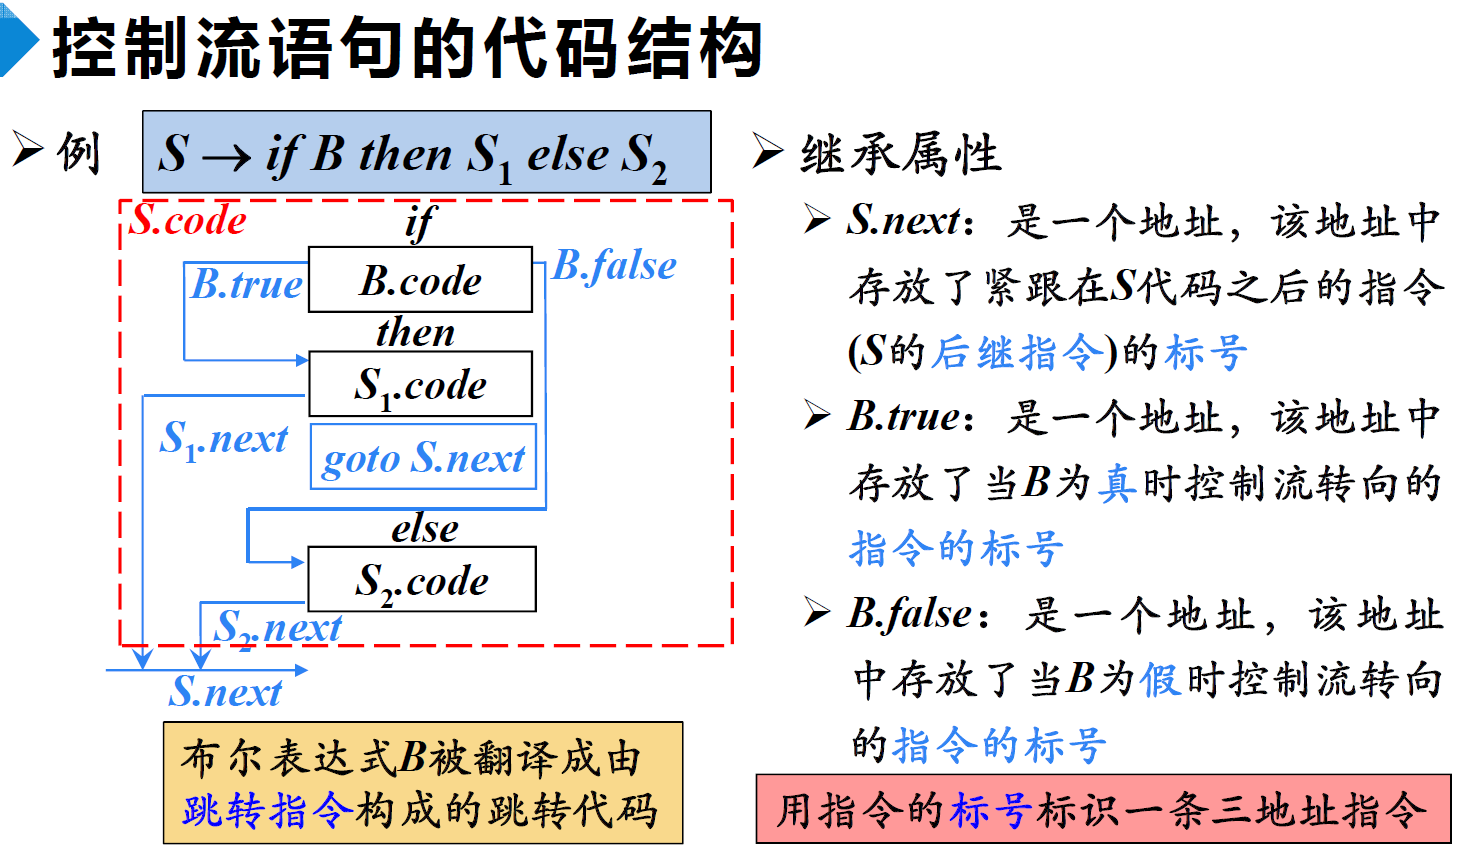 控制流语句的代码结构
例
S → if B then S1 else S2
S.code
if
B.true
B.code
B.false
then
S1.code
S1.next
goto S.next
else
S2.code
S2.next
S.next
布尔表达式B被翻译成由
跳转指令构成的跳转代码
继承属性
S.next：是一个地址，该地址中
存放了紧跟在S代码之后的指令
(S的后继指令)的标号
B.true：是一个地址，该地址中
存放了当B为真时控制流转向的
指令的标号
B.false：是一个地址，该地址
中存放了当B为假时控制流转向
的指令的标号
用指令的标号标识一条三地址指令